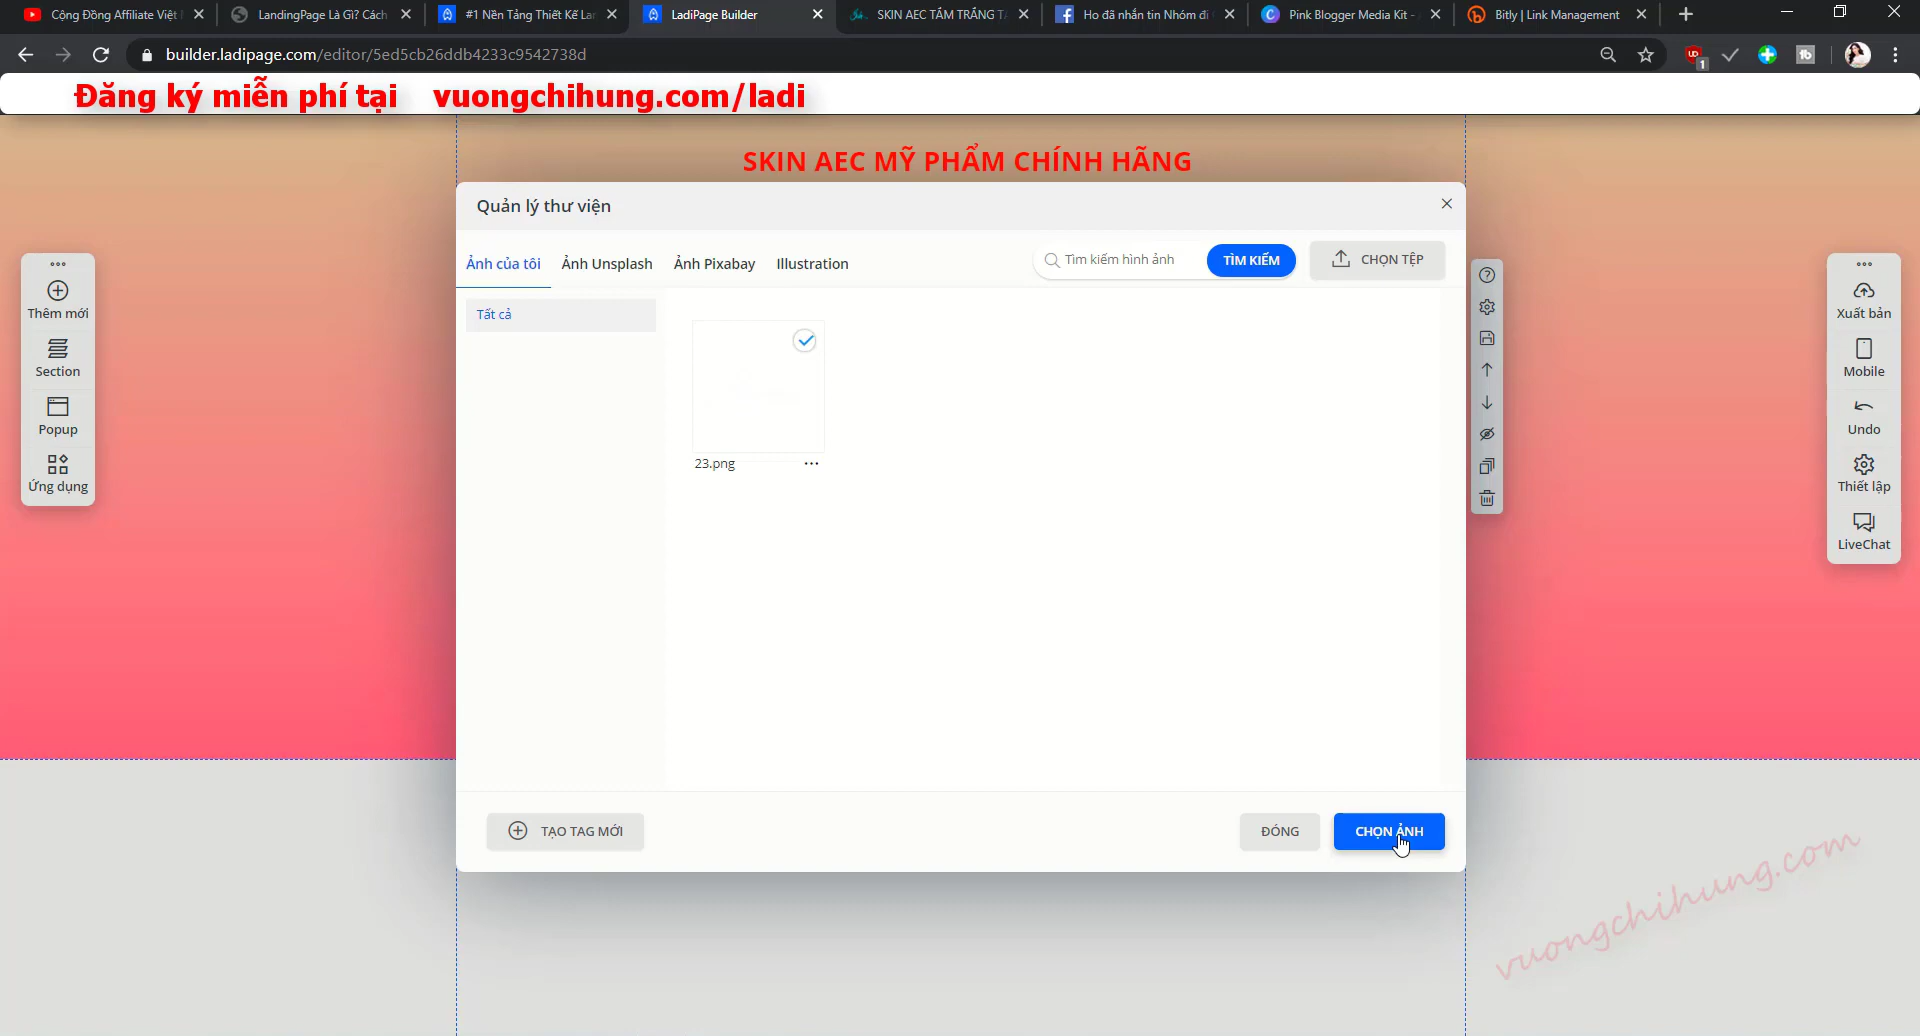 Cộng Đồng Affiliate Việt
LandingPage Là Gì? Cách
#1 Nền Tảng Thiết Kế Lar
LadiPage Builder
SKIN AEC TẮM TRẮNG T
Ho đã nhắn tin Nhóm đi
Pink Blogger Media Kit -
Bitly | Link Management
builder.ladipage.com/editor/5ed5cb26ddb4233c9542738d
UD
1
tb
Đăng ký miễn phí tại vuongchihung.com/ladi
SKIN AEC MỸ PHẨM CHÍNH HÃNG
Quản lý thư viện
Ảnh của tôi Ảnh Unsplash Ảnh Pixabay Illustration
Tìm kiếm hình ảnh
TÌM KIẾM
CHỌN TỆP
Tất cả
23.png
TẠO TAG MỚI
ĐÓNG
CHỌN ẢNH
Thêm mới
Section
Popup
Ứng dụng
Xuất bản
Mobile
Undo
Thiết lập
LiveChat
vuongchihung.com